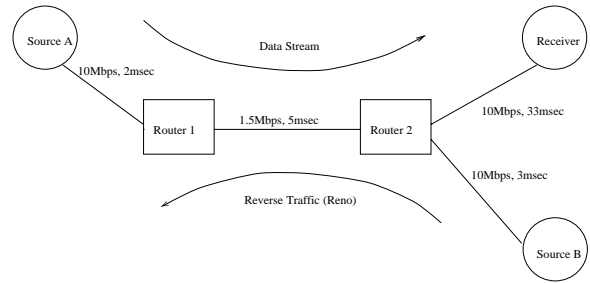 Source A
Data Stream
Receiver
10Mbps, 2msec
10Mbps, 33msec
Router 1
1.5Mbps, 5msec
Router 2
10Mbps, 3msec
Reverse Traffic (Reno)
Source B